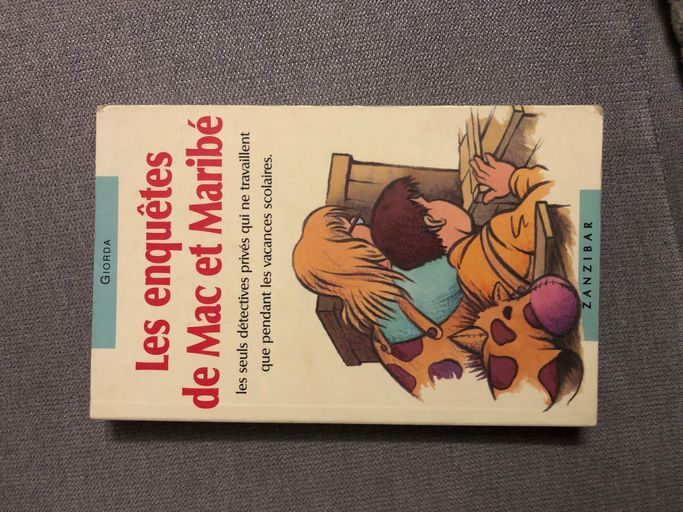 GIORDA
Les enquêtes
de Mac et Maribé
les seuls détectives privés qui ne travaillent
que pendant les vacances scolaires.
ZANZIBAR